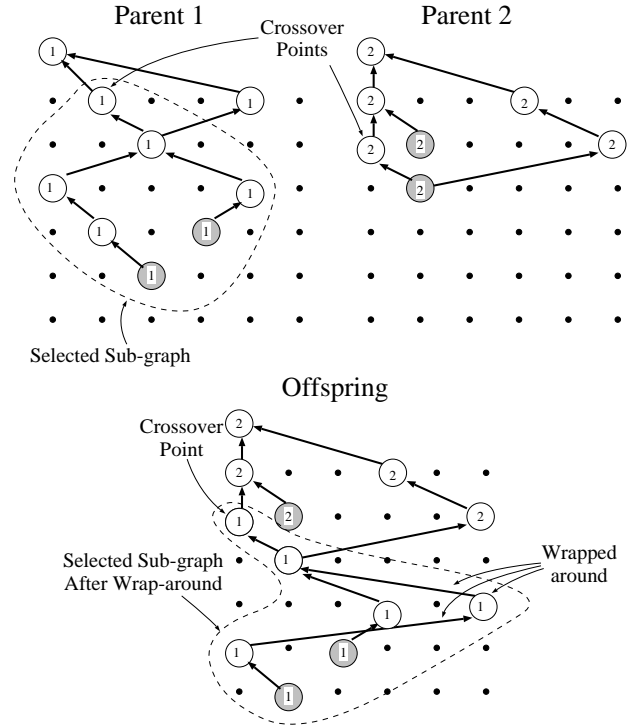 Parent 1
Parent 2
Crossover
Points
1
2
1
1
2
2
1
2
2
2
1
1
2
1
1
1
Selected Sub-graph
Offspring
Crossover
Point
2
2
2
1
2
2
1
Selected Sub-graph
After Wrap-around
Wrapped
around
1
1
1
1
1